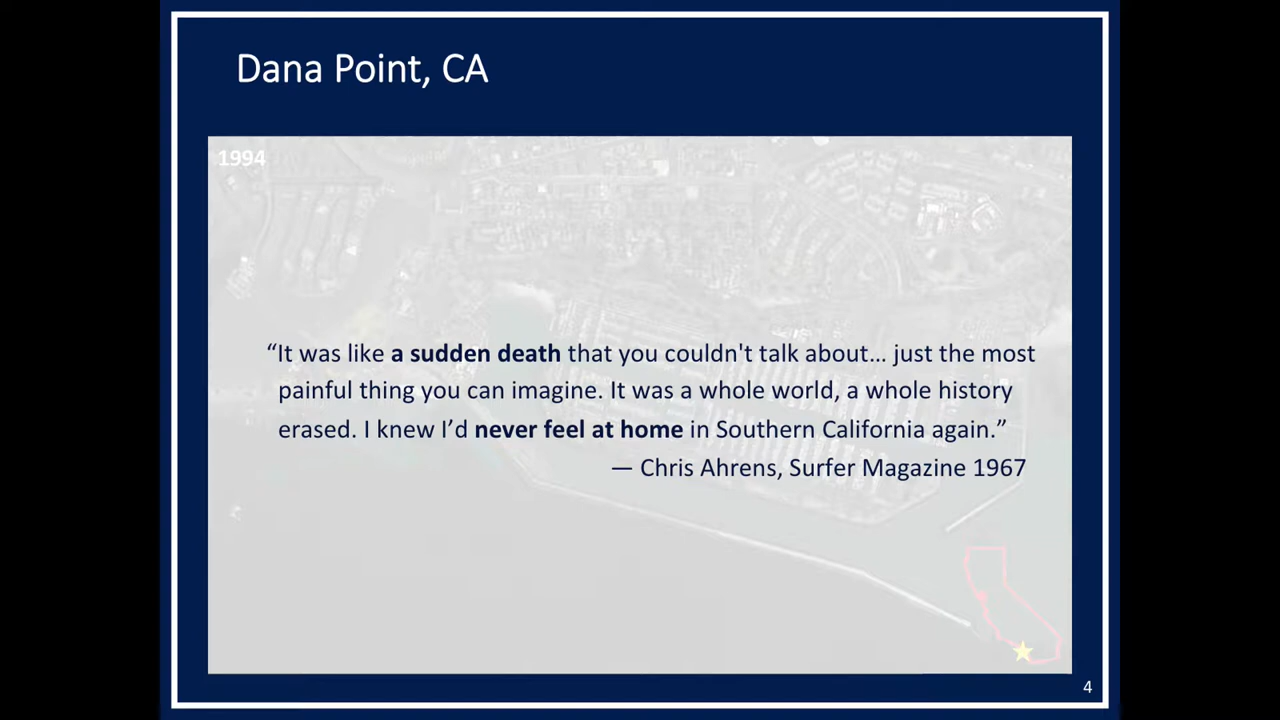 Dana Point, CA
1994
“It was like a sudden death that you couldn't talk about... just the most
painful thing you can imagine. It was a whole world, a whole history
erased. I knew I’d never feel at home in Southern California again.”
— Chris Ahrens, Surfer Magazine 1967
4